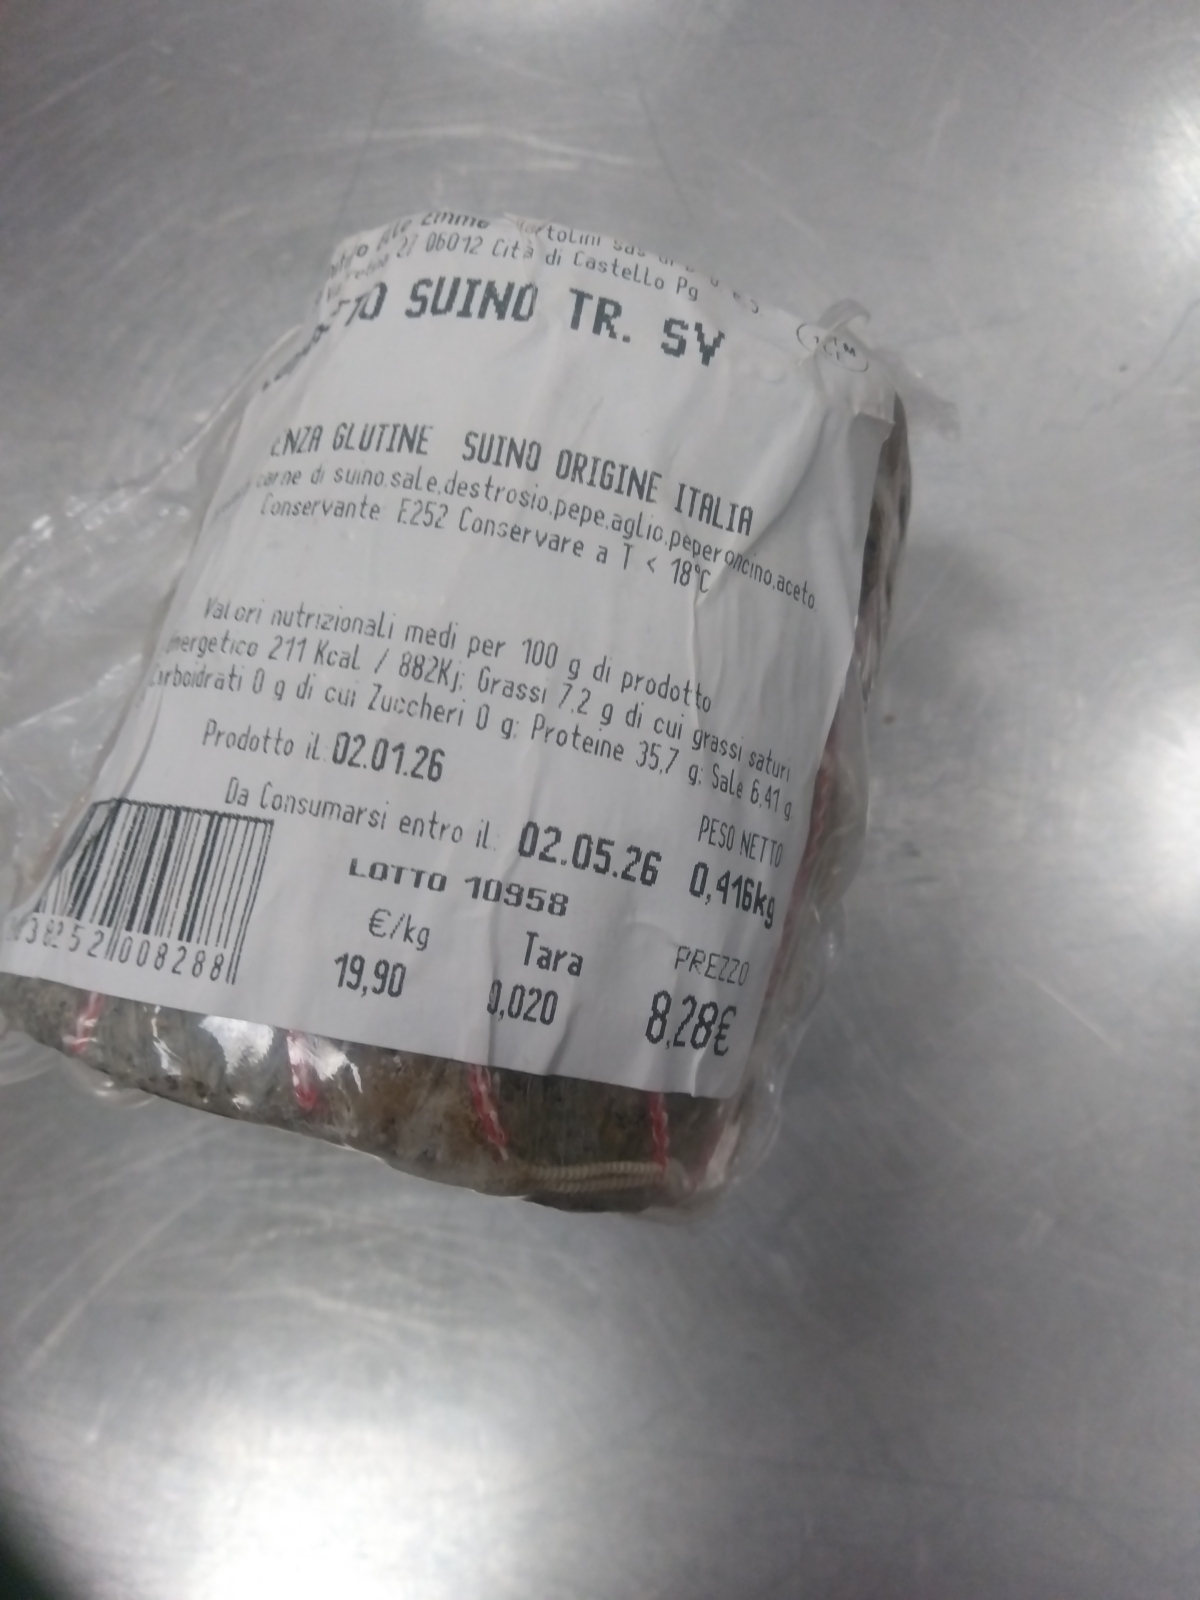 06012 Cità di Castello Pg
SUINO TR. SV
GLUTINE SUINO ORIGINE ITALIA
carne di suino,sale,destrosio,pepe,aglio,peperoncino,aceto
Conservante E252 Conservare a T < 18°C
Valori nutrizionali medi per 100 g di prodotto
energetico 211 Kcal / 882Kj; Grassi 7,2 g di cui grassi saturi
Carboidrati 0 g di cui Zuccheri 0 g; Proteine 35,7 g; Sale 6,41 g
Prodotto il: 02.01.26
Da Consumarsi entro il: 02.05.26
PESO NETTO
0,416kg
LOTTO 10958
€/kg Tara PREZZO
19,90 0,020 8,28€
008288